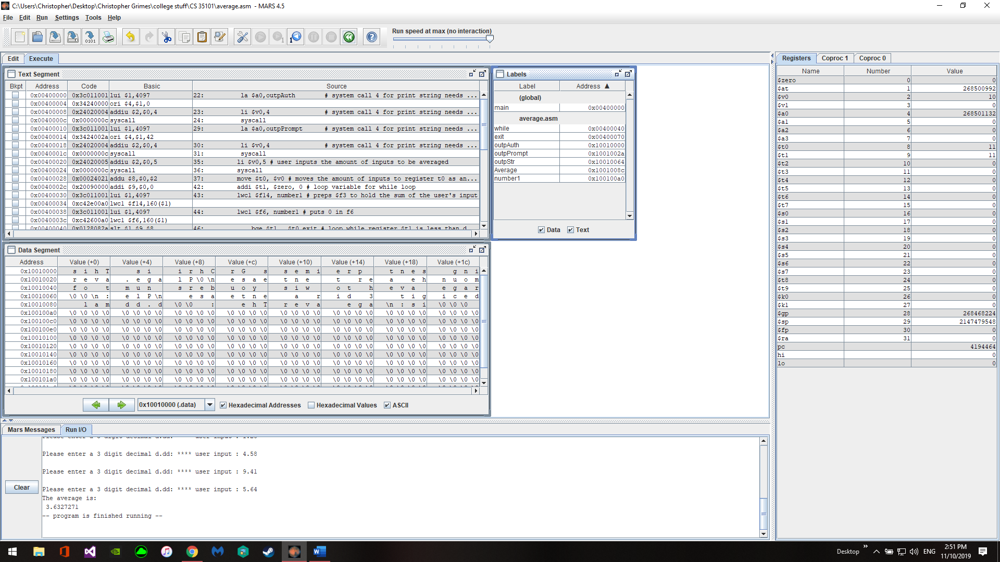 C:\Users\Christopher\Desktop\Christopher Grimes\college stuff\CS 35101\average.asm - MARS 4.5
File Edit Run Settings Tools Help
Run speed at max (no interaction)
Edit Execute
Text Segment
Bkpt Address Code Basic Source
0x00400000 0x3c011001 lui $1,4097 22: la $a0,outpAuth # system call 4 for print string needs ...
0x00400004 0x34240000 ori $4,$1,0
0x00400008 0x24020004 addiu $2,$0,4 23: li $v0,4 # system call 4 for print string needs ...
0x0040000c 0x0000000c syscall 24: syscall
0x00400010 0x3c011001 lui $1,4097 29: la $a0,outpPrompt # system call 4 for print string needs ...
0x00400014 0x3424002a ori $4,$1,42
0x00400018 0x24020004 addiu $2,$0,4 30: li $v0,4 # system call 4 for print string needs ...
0x0040001c 0x0000000c syscall 31: syscall
0x00400020 0x24020005 addiu $2,$0,5 35: li $v0,5 # user inputs the amount of inputs to be averaged
0x00400024 0x0000000c syscall 36: syscall
0x00400028 0x00024021 addu $8,$0,$2 37: move $t0, $v0 # moves the amount of inputs to register t0 as an...
0x0040002c 0x20090000 addi $9,$0,0 42: addi $t1, $zero, 0 # loop variable for while loop
0x00400030 0x3c011001 lui $1,4097 43: lwc1 $f14, number1 # preps $f3 to hold the sum of the user's input
0x00400034 0xc42e00a0 lwc1 $f14,160($1)
0x00400038 0x3c011001 lui $1,4097 44: lwc1 $f6, number1 # puts 0 in f6
0x0040003c 0xc42600a0 lwc1 $f6,160($1)
0x00400040 0x0128082a slt $1,$9,$8 46: bge $t1, $t0 exit # loop while register $t1 is less than d
Labels
Label Address ▲
(global)
main 0x00400000
average.asm
while 0x00400040
exit 0x00400070
outpAuth 0x10010000
outpPrompt 0x1001002a
outpStr 0x10010064
Average 0x1001008c
number1 0x100100a0
Data Text
Data Segment
Address Value (+0) Value (+4) Value (+8) Value (+c) Value (+10) Value (+14) Value (+18) Value (+1c)
0x10010000 s i h T s i i r h C r G s s e m i e r p t n e s g n i
0x10010020 r e v a . e g a l P \0 \n e s a e t n e t r e a e h n u o m
0x10010040 f o t m u n s r e b u o y s i w o t h e v a e g a r
0x10010060 \0 \0 \n : e l P \n e s a e t n e a r i d 3 t i g i c e d
0x10010080 l a m d d . d \0 \0 : e h T r e v a e g a \n : s i \0 \0 \0
0x100100a0 \0 \0 \0 \0 \0 \0 \0 \0 \0 \0 \0 \0 \0 \0 \0 \0 \0 \0 \0 \0 \0 \0 \0 \0 \0 \0 \0 \0 \0 \0 \0 \0
0x100100c0 \0 \0 \0 \0 \0 \0 \0 \0 \0 \0 \0 \0 \0 \0 \0 \0 \0 \0 \0 \0 \0 \0 \0 \0 \0 \0 \0 \0 \0 \0 \0 \0
0x100100e0 \0 \0 \0 \0 \0 \0 \0 \0 \0 \0 \0 \0 \0 \0 \0 \0 \0 \0 \0 \0 \0 \0 \0 \0 \0 \0 \0 \0 \0 \0 \0 \0
0x10010100 \0 \0 \0 \0 \0 \0 \0 \0 \0 \0 \0 \0 \0 \0 \0 \0 \0 \0 \0 \0 \0 \0 \0 \0 \0 \0 \0 \0 \0 \0 \0 \0
0x10010120 \0 \0 \0 \0 \0 \0 \0 \0 \0 \0 \0 \0 \0 \0 \0 \0 \0 \0 \0 \0 \0 \0 \0 \0 \0 \0 \0 \0 \0 \0 \0 \0
0x10010140 \0 \0 \0 \0 \0 \0 \0 \0 \0 \0 \0 \0 \0 \0 \0 \0 \0 \0 \0 \0 \0 \0 \0 \0 \0 \0 \0 \0 \0 \0 \0 \0
0x10010160 \0 \0 \0 \0 \0 \0 \0 \0 \0 \0 \0 \0 \0 \0 \0 \0 \0 \0 \0 \0 \0 \0 \0 \0 \0 \0 \0 \0 \0 \0 \0 \0
0x10010180 \0 \0 \0 \0 \0 \0 \0 \0 \0 \0 \0 \0 \0 \0 \0 \0 \0 \0 \0 \0 \0 \0 \0 \0 \0 \0 \0 \0 \0 \0 \0 \0
0x100101a0 \0 \0 \0 \0 \0 \0 \0 \0 \0 \0 \0 \0 \0 \0 \0 \0 \0 \0 \0 \0 \0 \0 \0 \0 \0 \0 \0 \0 \0 \0 \0 \0
0x10010000 (.data) Hexadecimal Addresses Hexadecimal Values ASCII
Mars Messages Run I/O
Please enter a 3 digit decimal d.dd: **** user input : 4.58
Please enter a 3 digit decimal d.dd: **** user input : 9.41
Please enter a 3 digit decimal d.dd: **** user input : 5.64
The average is:
3.6327271
-- program is finished running --
Clear
Registers Coproc 1 Coproc 0
Name Number Value
$zero 0 0
$at 1 268500992
$v0 2 10
$v1 3 0
$a0 4 268501132
$a1 5 0
$a2 6 0
$a3 7 0
$t0 8 11
$t1 9 11
$t2 10 0
$t3 11 0
$t4 12 0
$t5 13 0
$t6 14 0
$t7 15 0
$s0 16 0
$s1 17 0
$s2 18 0
$s3 19 0
$s4 20 0
$s5 21 0
$s6 22 0
$s7 23 0
$t8 24 0
$t9 25 0
$k0 26 0
$k1 27 0
$gp 28 268468224
$sp 29 2147479548
$fp 30 0
$ra 31 0
pc 4194464
hi 0
lo 0
Desktop ENG 2:51 PM
11/10/2019